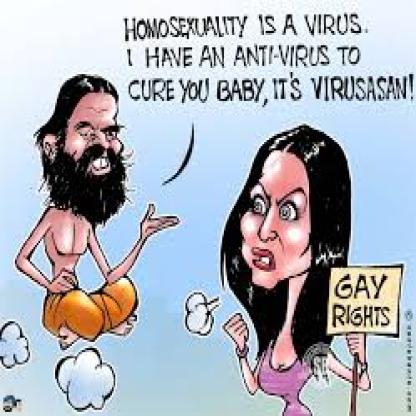 HOMOSEXUALITY IS A VIRUS.
I HAVE AN ANTI-VIRUS TO
CURE YOU BABY, IT'S VIRUSASAN!
GAY
RIGHTS